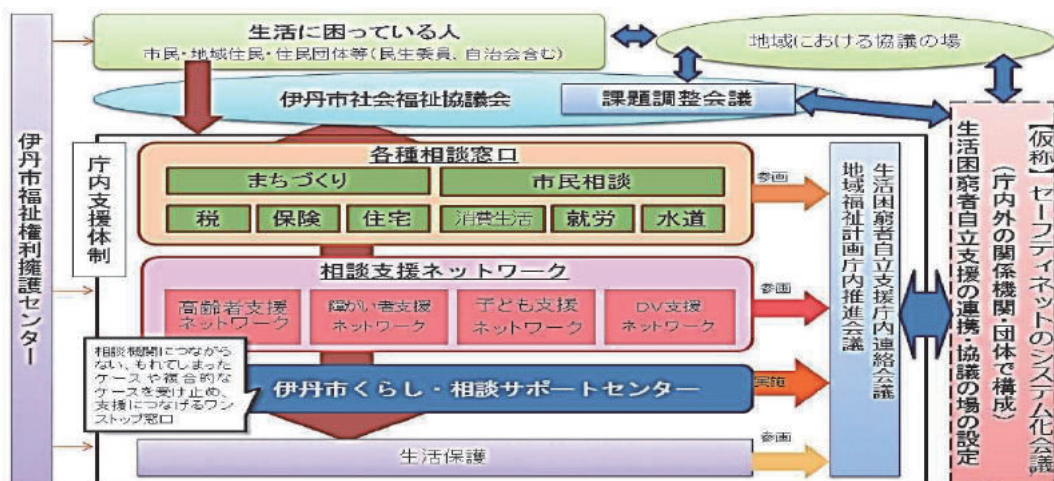 生活に困っている人
市民・地域住民・住民団体等(民生委員、自治会含む)
地域における協議の場
伊丹市社会福祉協議会
課題調整会議
伊丹市福祉権利擁護センター
庁内支援体制
各種相談窓口
まちづくり
市民相談
税
保険
住宅
消費生活
就労
水道
参画
相談支援ネットワーク
高齢者支援
ネットワーク
障がい者支援
ネットワーク
子ども支援
ネットワーク
DV支援
ネットワーク
参画
相談機関につながら
ない、もれてしまった
ケースや複合的な
ケースを受け止め、
支援につなげるワン
ストップ窓口
伊丹市くらし・相談サポートセンター
実施
生活保護
参画
生活困窮者自立支援庁内連絡会議
地域福祉計画庁内推進会議
【仮称】セーフティネットのシステム化会議
(庁内外の関係機関・団体で構成)
生活困窮者自立支援の連携・協議の場の設定